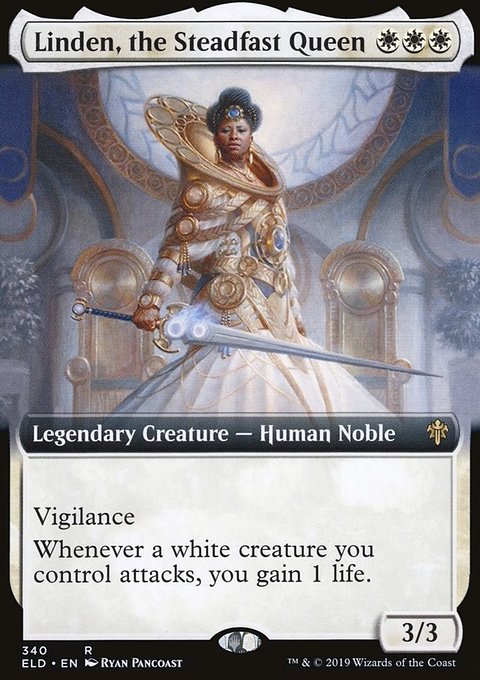 Linden, the Steadfast Queen
Legendary Creature — Human Noble
Vigilance
Whenever a white creature you
control attacks, you gain 1 life.
3/3
340 R
ELD • EN Ryan Pancoast
™ & © 2019 Wizards of the Coast